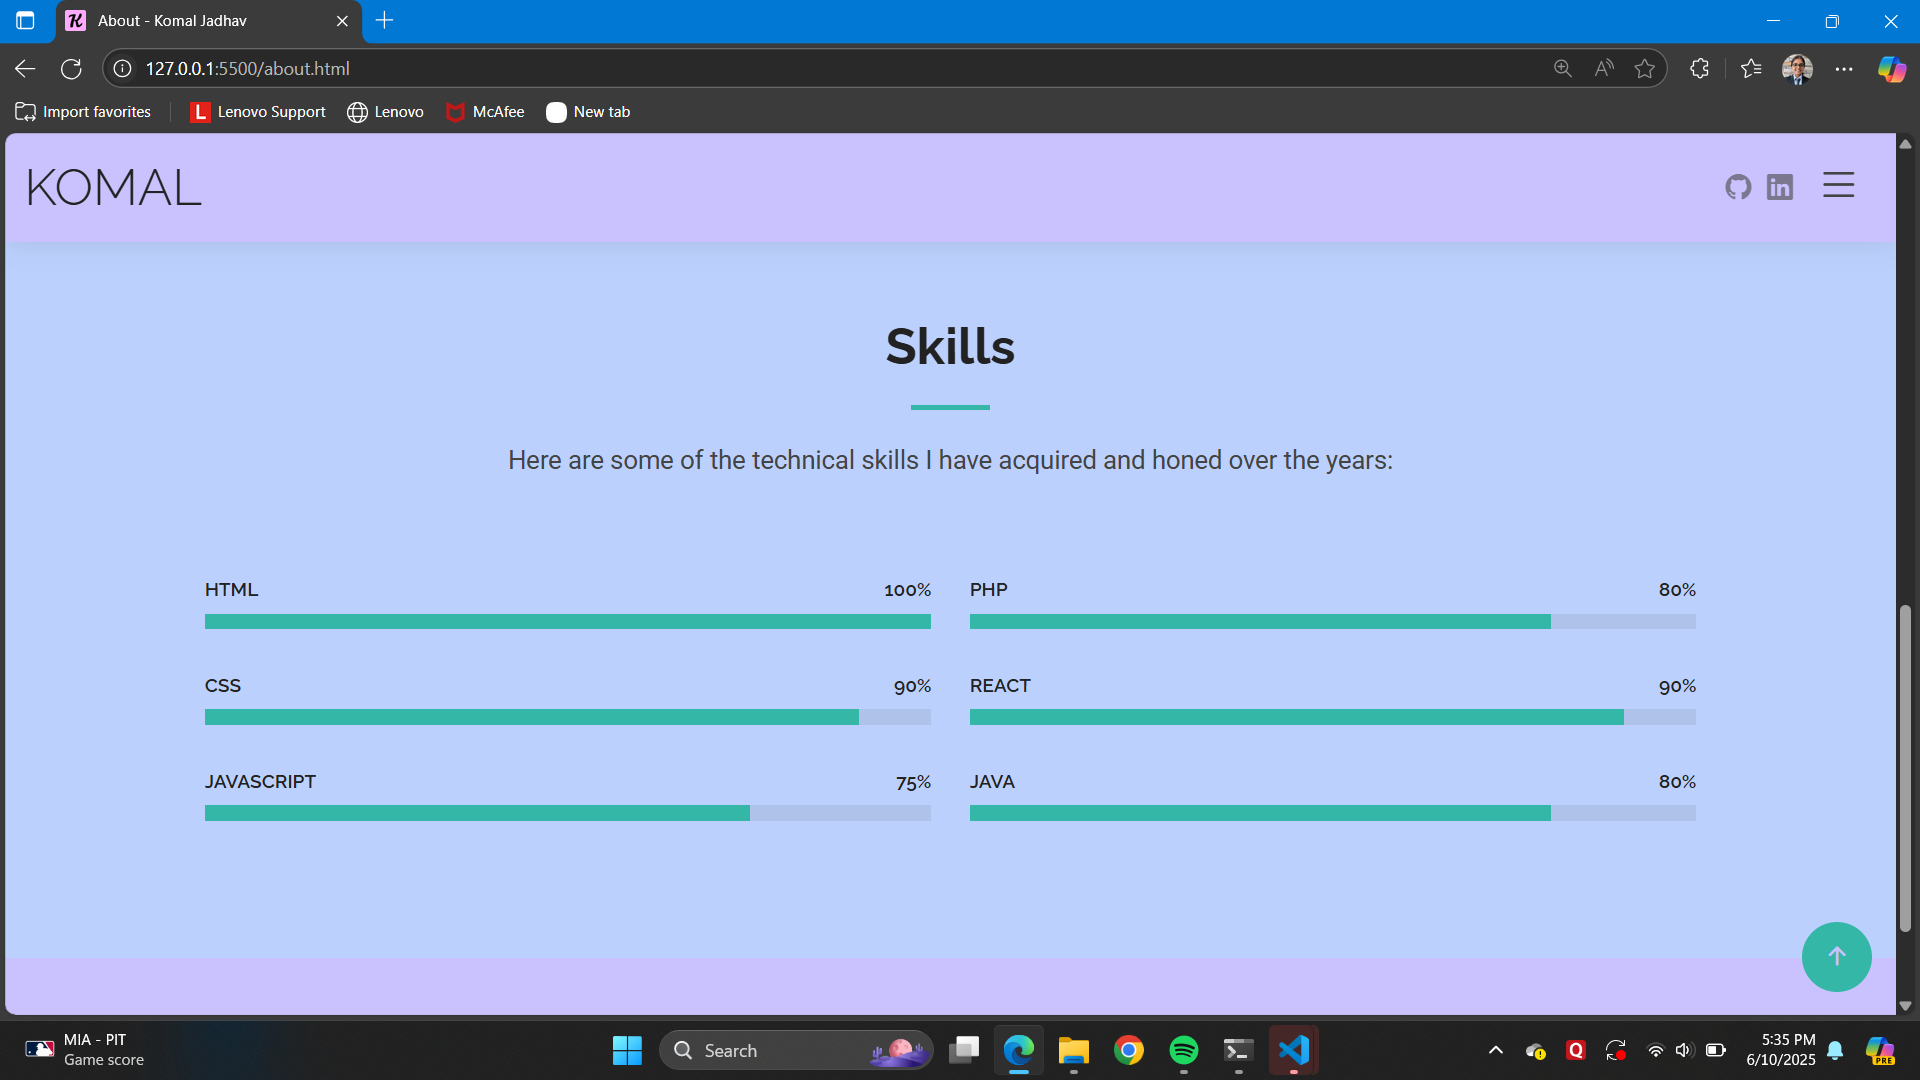 About - Komal Jadhav
127.0.0.1:5500/about.html
Import favorites
L Lenovo Support
Lenovo
McAfee
New tab
KOMAL
in
Skills
Here are some of the technical skills I have acquired and honed over the years:
HTML 100%
PHP 80%
CSS 90%
REACT 90%
JAVASCRIPT 75%
JAVA 80%
MIA - PIT
Game score
Search
Q
5:35 PM
6/10/2025
PRE